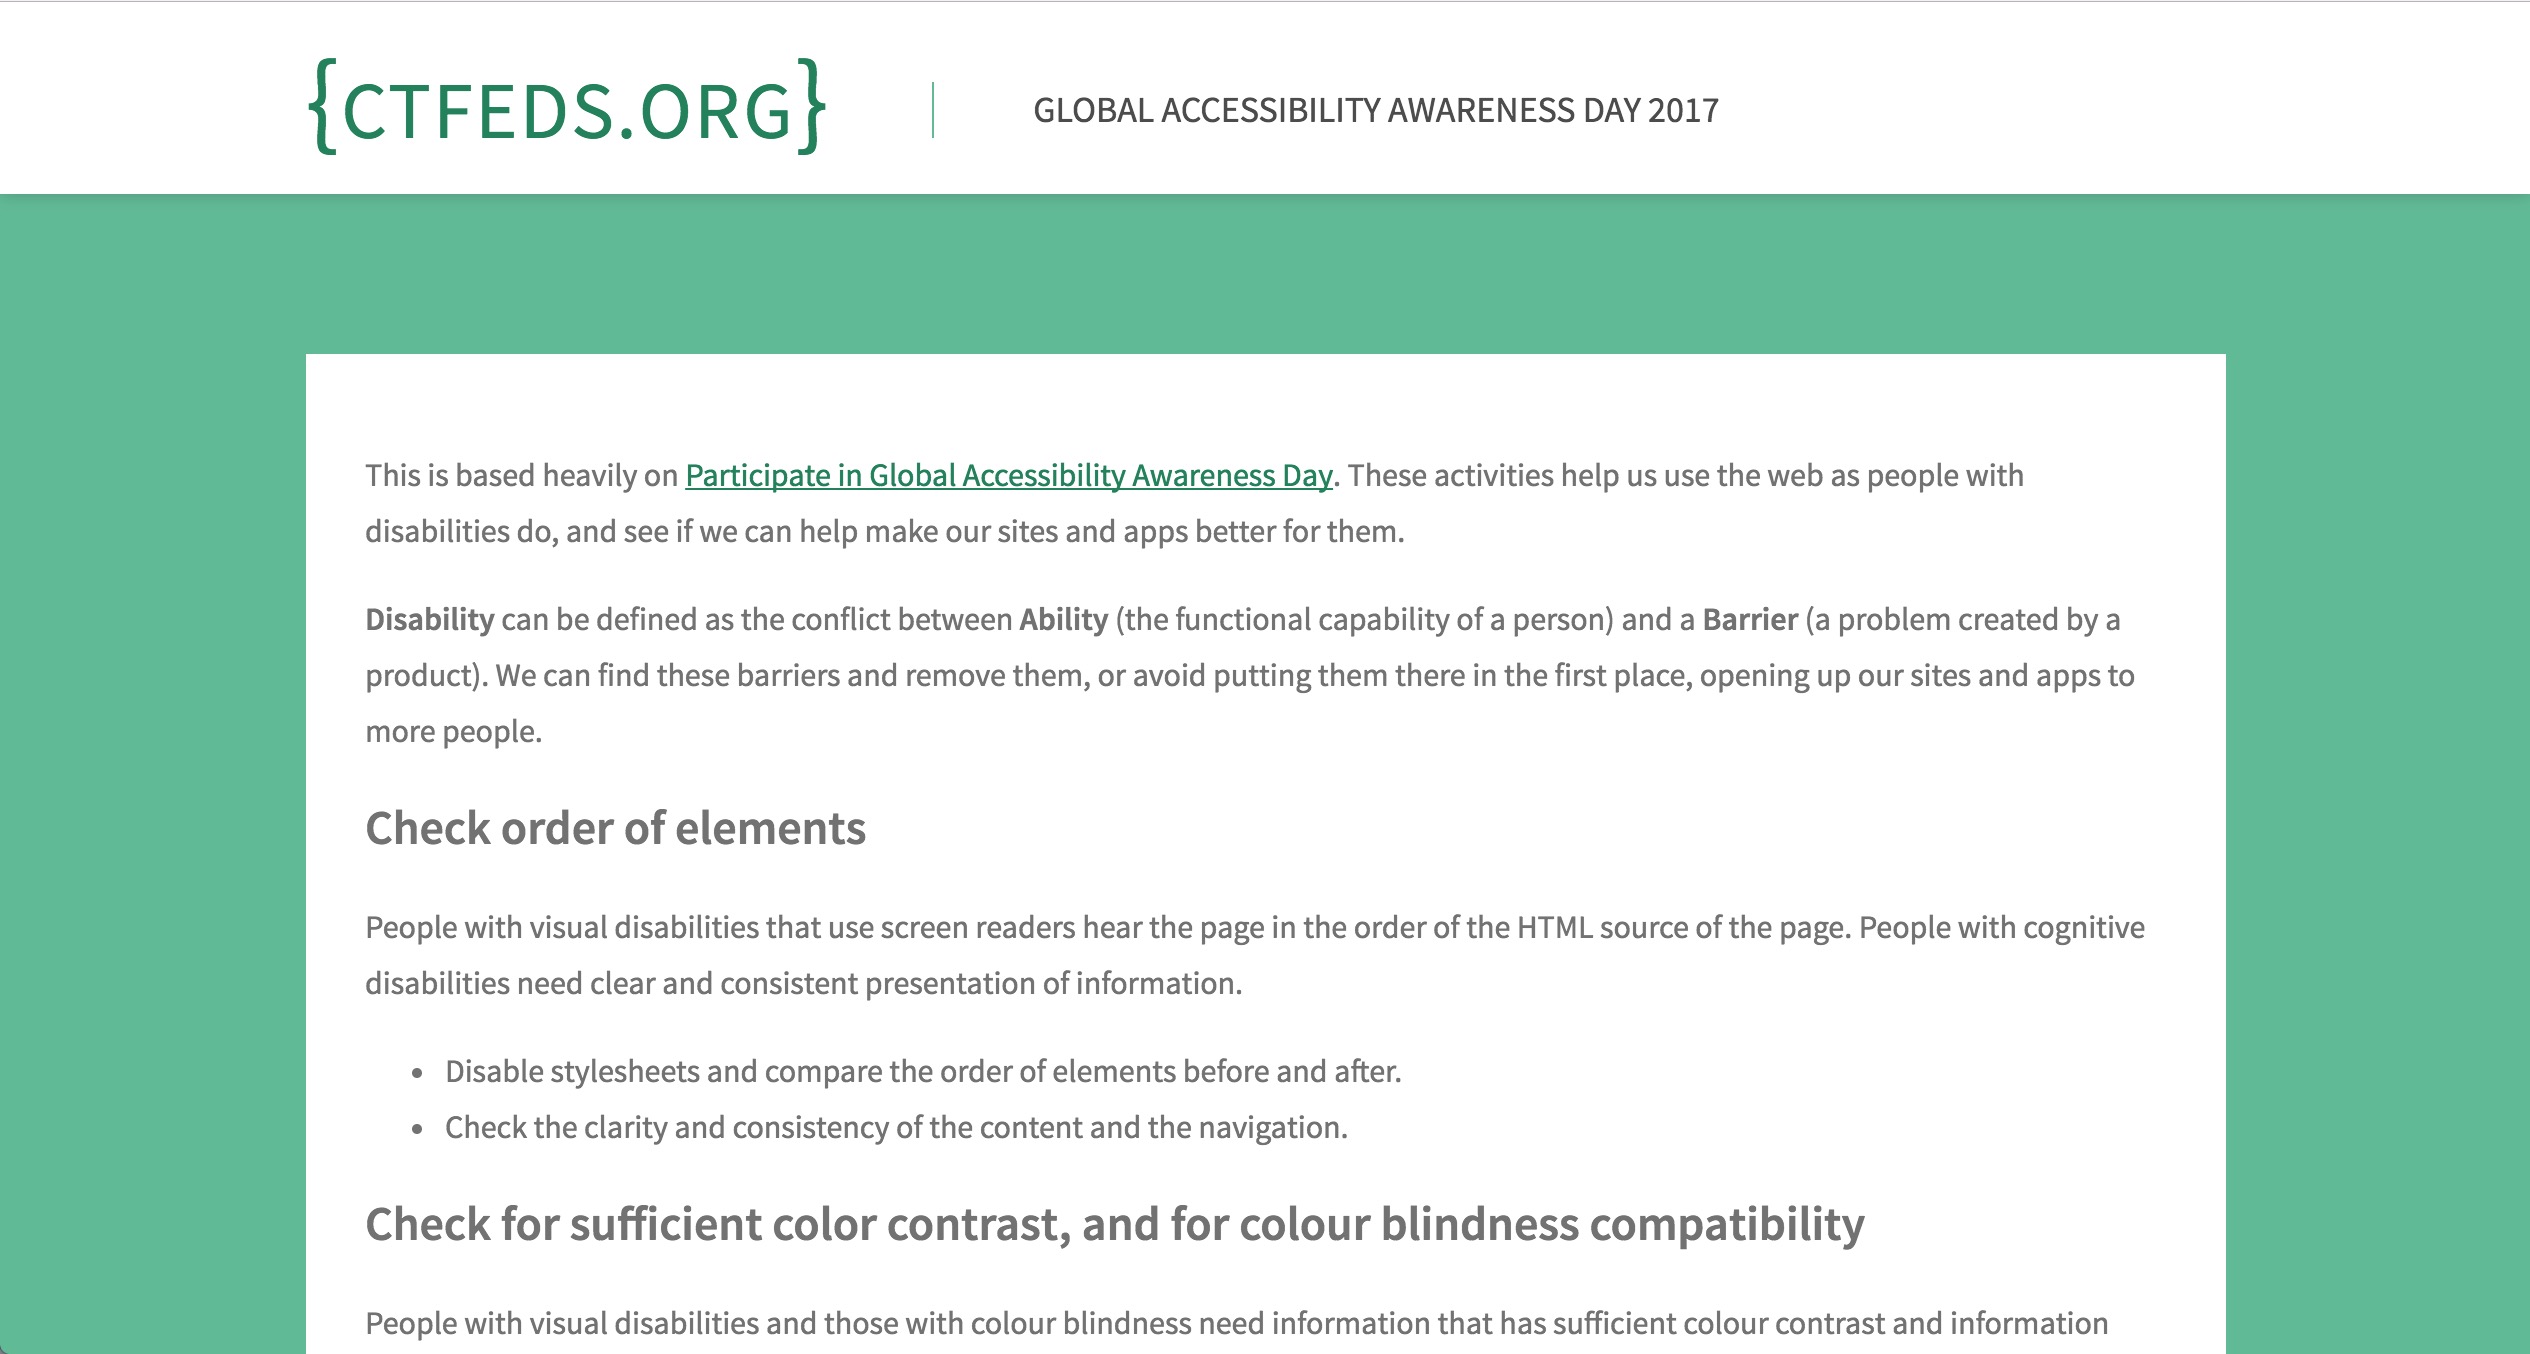 {CTFEDS.ORG}
GLOBAL ACCESSIBILITY AWARENESS DAY 2017
This is based heavily on Participate in Global Accessibility Awareness Day. These activities help us use the web as people with
disabilities do, and see if we can help make our sites and apps better for them.
Disability can be defined as the conflict between Ability (the functional capability of a person) and a Barrier (a problem created by a
product). We can find these barriers and remove them, or avoid putting them there in the first place, opening up our sites and apps to
more people.
Check order of elements
People with visual disabilities that use screen readers hear the page in the order of the HTML source of the page. People with cognitive
disabilities need clear and consistent presentation of information.
• Disable stylesheets and compare the order of elements before and after.
• Check the clarity and consistency of the content and the navigation.
Check for sufficient color contrast, and for colour blindness compatibility
People with visual disabilities and those with colour blindness need information that has sufficient colour contrast and information